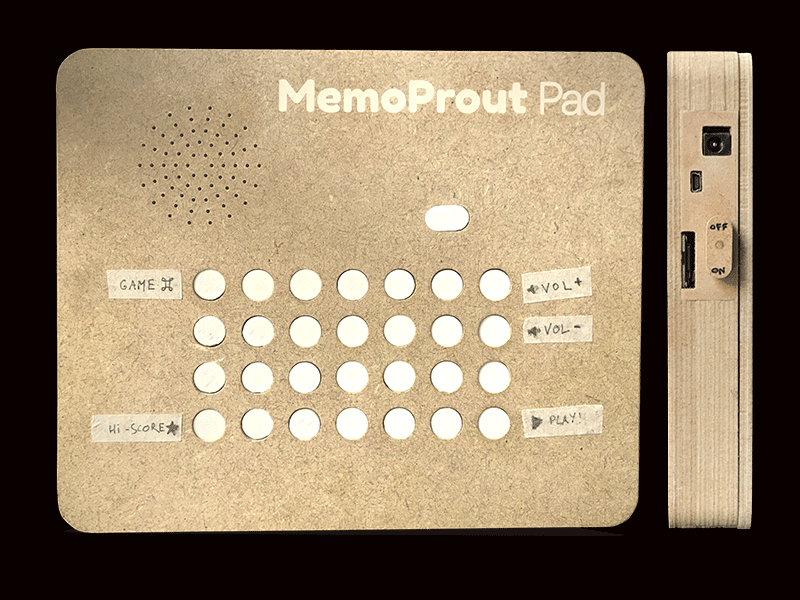 MemoProut Pad
OFF
ON
GAME ⌘
VOL+
VOL-
Hi-SCORE★
▶ PLAY!